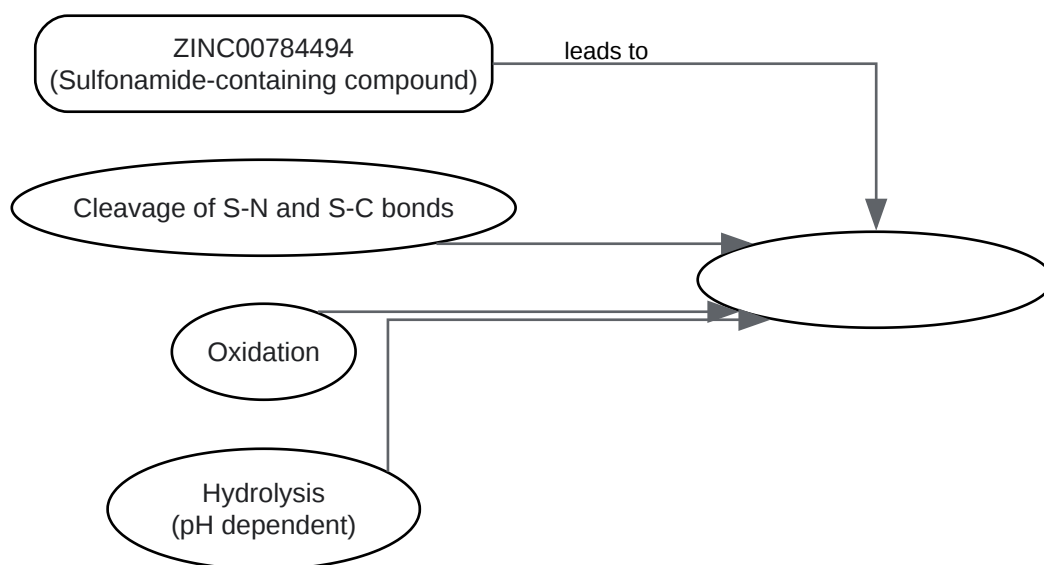 ZINC00784494
(Sulfonamide-containing compound)
leads to
Cleavage of S-N and S-C bonds
Oxidation
Hydrolysis
(pH dependent)